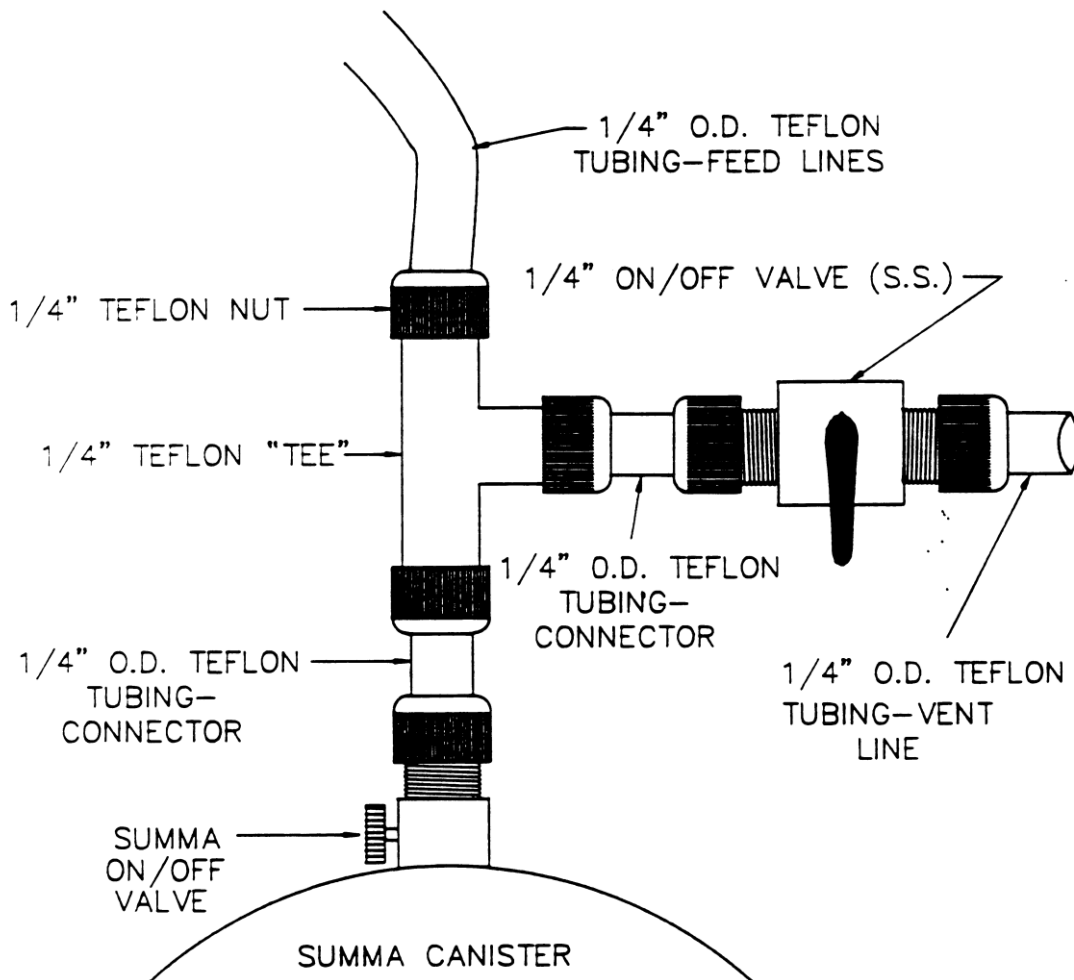 1/4" O.D. TEFLON
TUBING–FEED LINES
1/4" ON/OFF VALVE (S.S.)
1/4" TEFLON NUT
1/4" TEFLON "TEE"
1/4" O.D. TEFLON
TUBING–
CONNECTOR
1/4" O.D. TEFLON
TUBING–
CONNECTOR
1/4" O.D. TEFLON
TUBING–VENT
LINE
SUMMA
ON/OFF
VALVE
SUMMA CANISTER